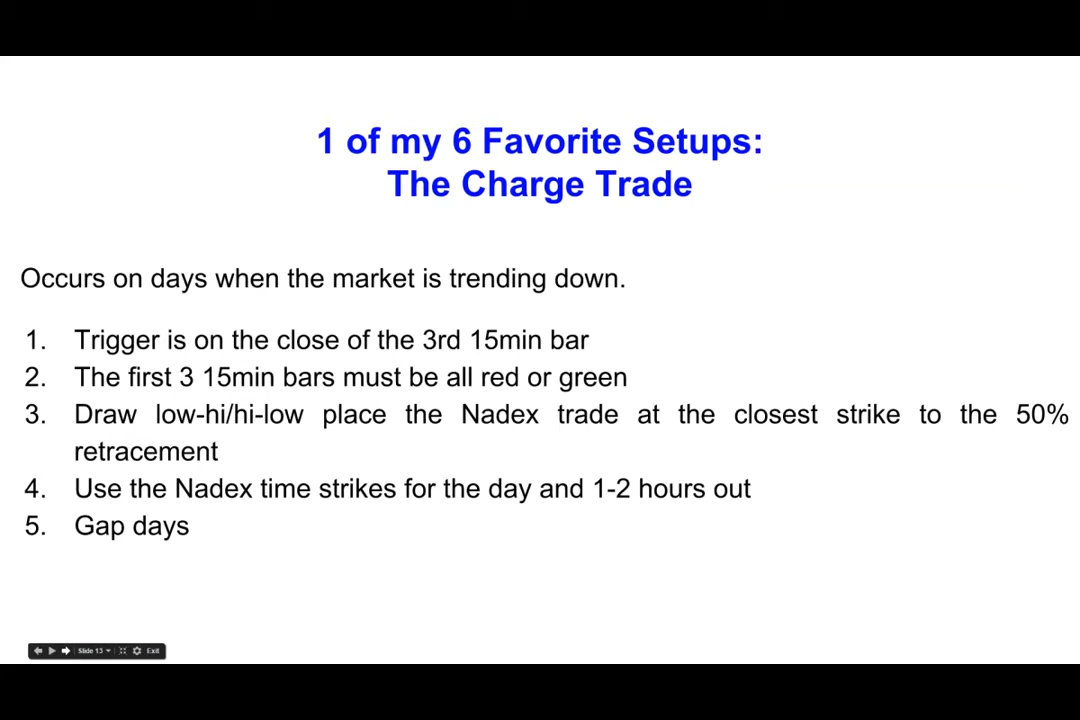 1 of my 6 Favorite Setups:
The Charge Trade
Occurs on days when the market is trending down.
1. Trigger is on the close of the 3rd 15min bar
2. The first 3 15min bars must be all red or green
3. Draw low-hi/hi-low place the Nadex trade at the closest strike to the 50%
retracement
4. Use the Nadex time strikes for the day and 1-2 hours out
5. Gap days
Slide 13 Exit